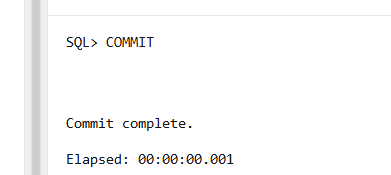 SQL> COMMIT
Commit complete.
Elapsed: 00:00:00.001